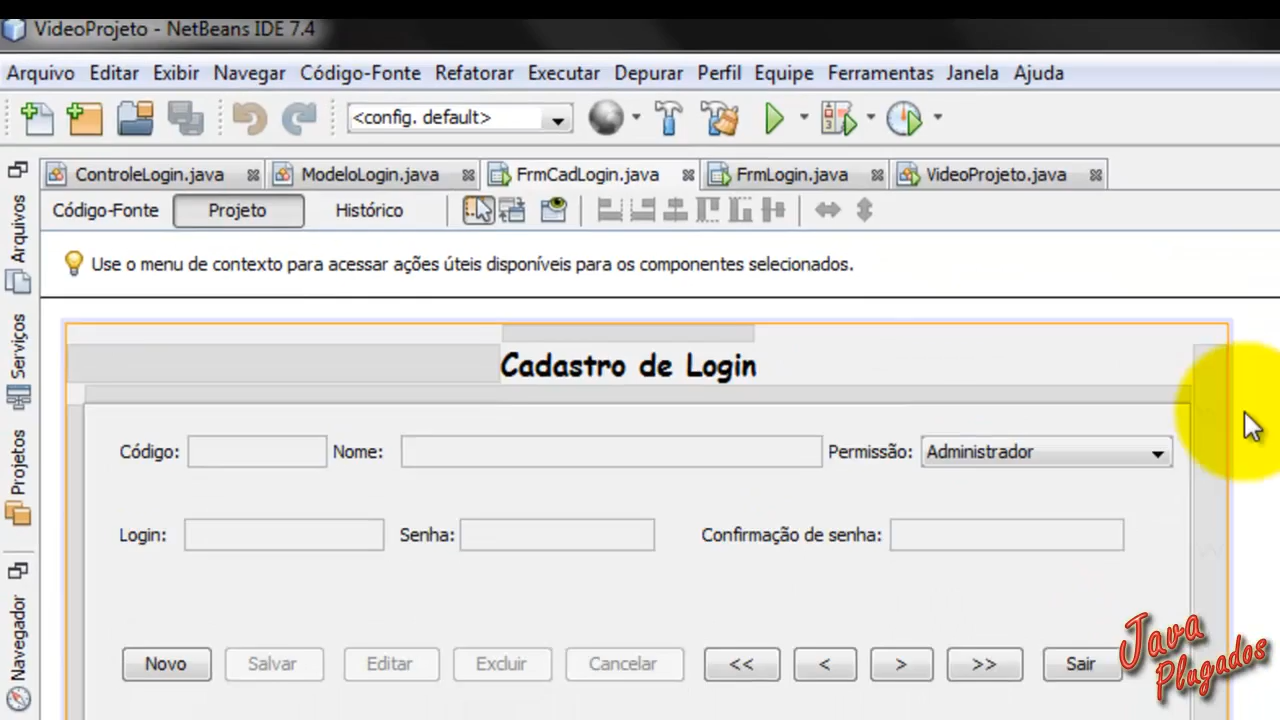 VideoProjeto - NetBeans IDE 7.4
Arquivo Editar Exibir Navegar Código-Fonte Refatorar Executar Depurar Perfil Equipe Ferramentas Janela Ajuda
<config. default>
ControleLogin.java ModeloLogin.java FrmCadLogin.java FrmLogin.java VideoProjeto.java
Código-Fonte Projeto Histórico
Arquivos
Serviços
Projetos
Navegador
Use o menu de contexto para acessar ações úteis disponíveis para os componentes selecionados.
Cadastro de Login
Código: Nome: Permissão: Administrador
Login: Senha: Confirmação de senha:
Novo Salvar Editar Excluir Cancelar << < > >> Sair
Java
Plugados